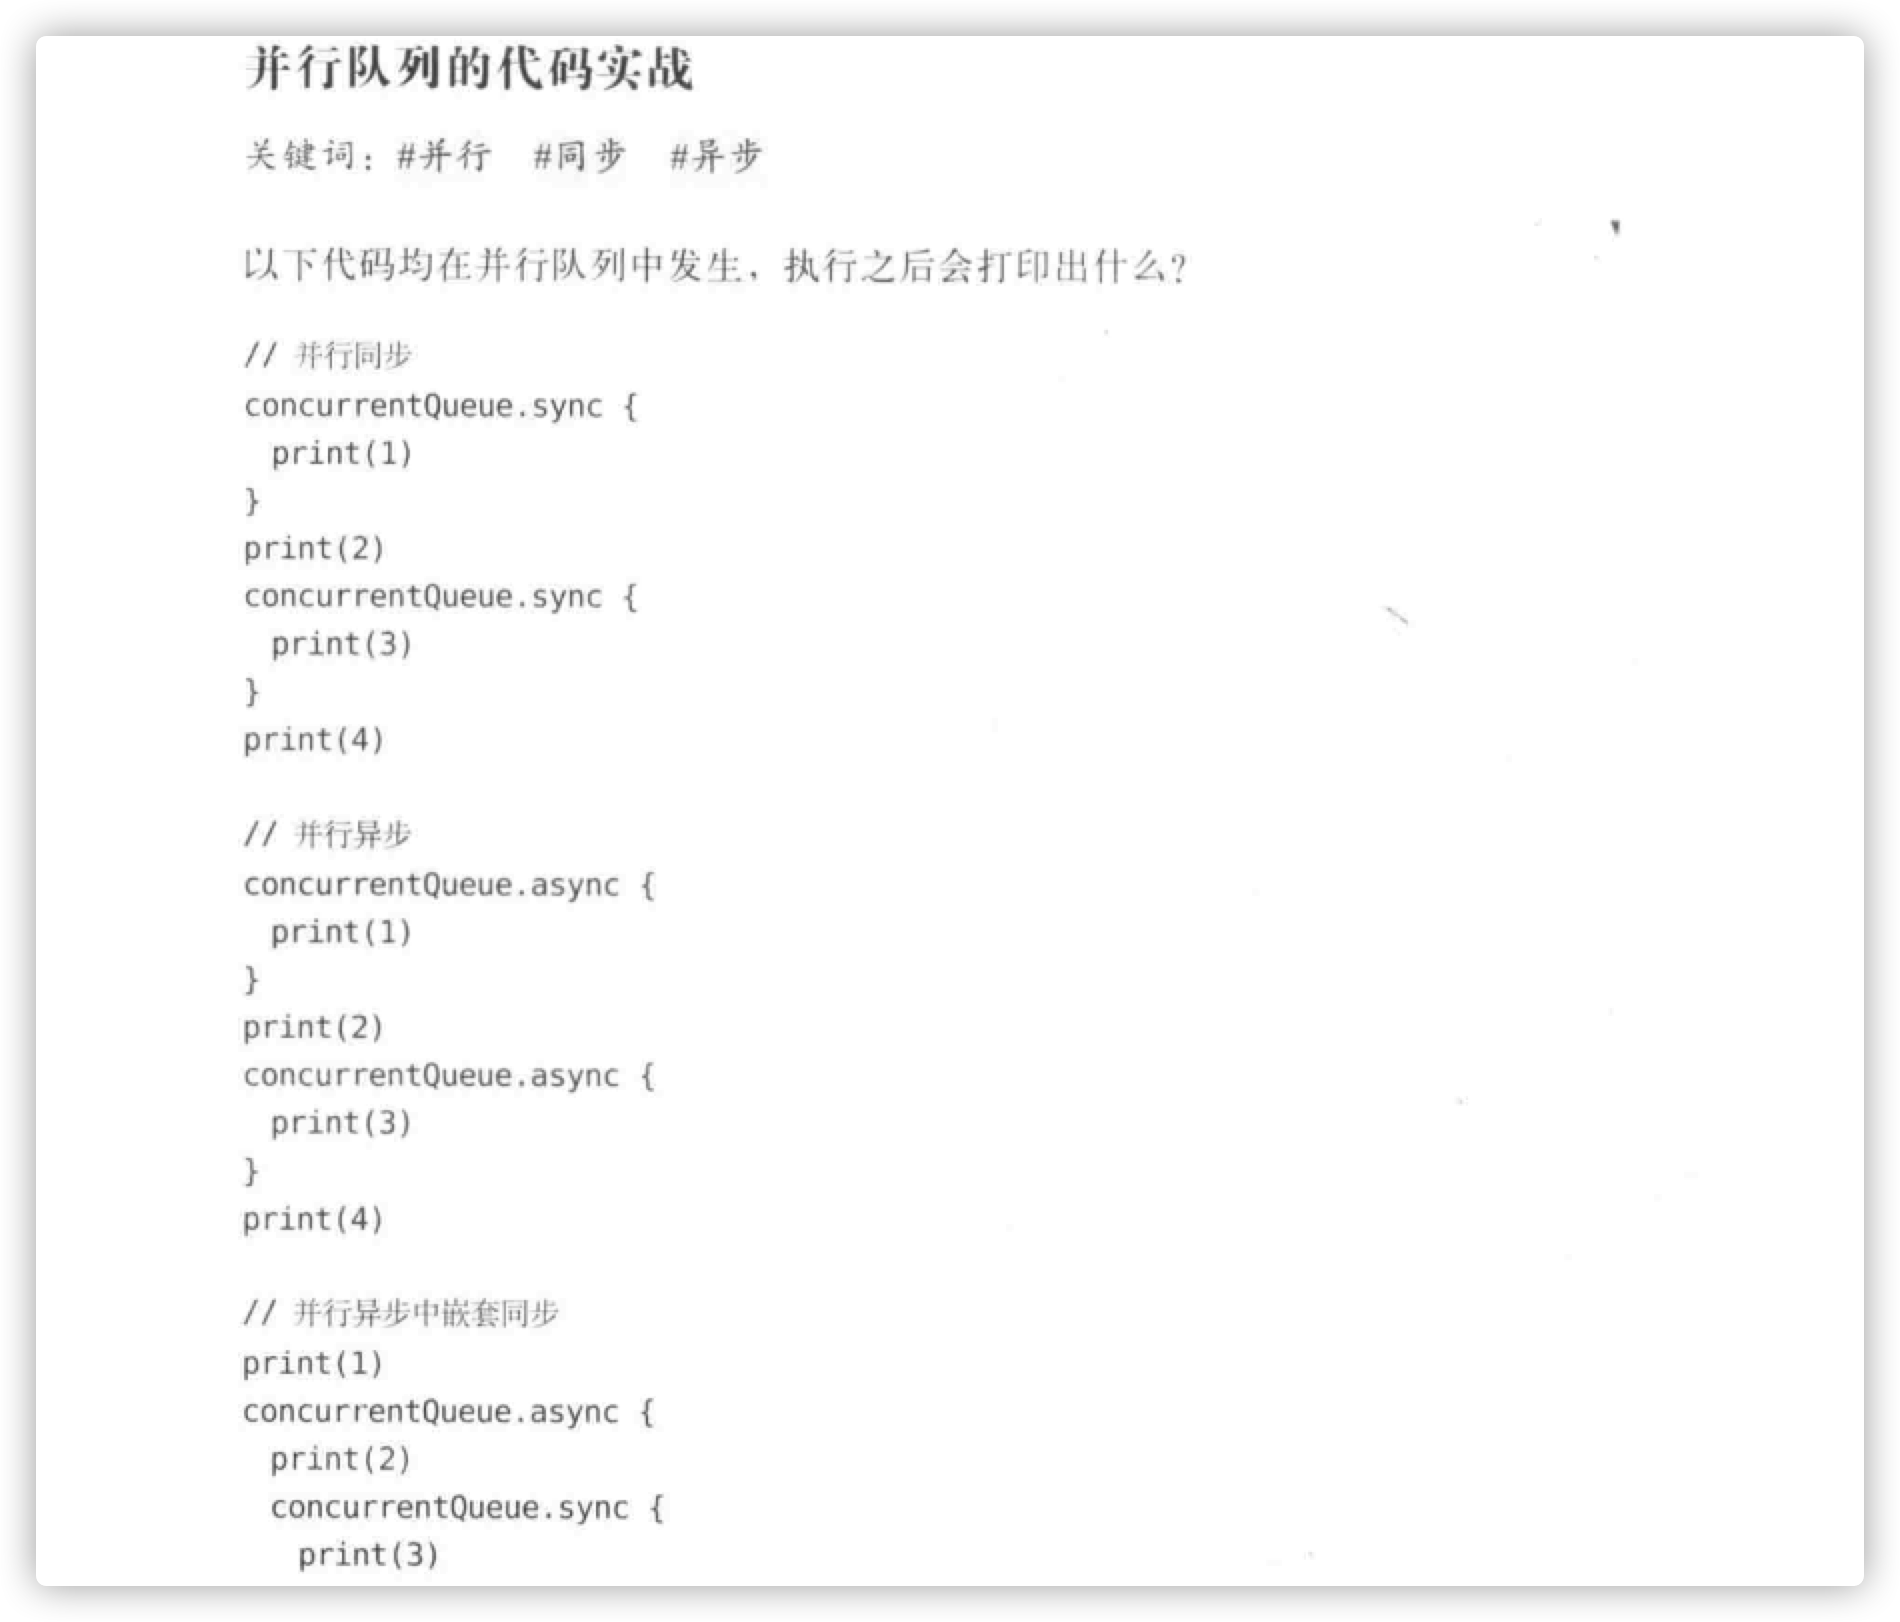 并行队列的代码实战
关键词：#并行 #同步 #异步
以下代码均在并行队列中发生，执行之后会打印出什么？
// 并行同步
concurrentQueue.sync {
  print(1)
}
print(2)
concurrentQueue.sync {
  print(3)
}
print(4)
// 并行异步
concurrentQueue.async {
  print(1)
}
print(2)
concurrentQueue.async {
  print(3)
}
print(4)
// 并行异步中嵌套同步
print(1)
concurrentQueue.async {
  print(2)
  concurrentQueue.sync {
    print(3)